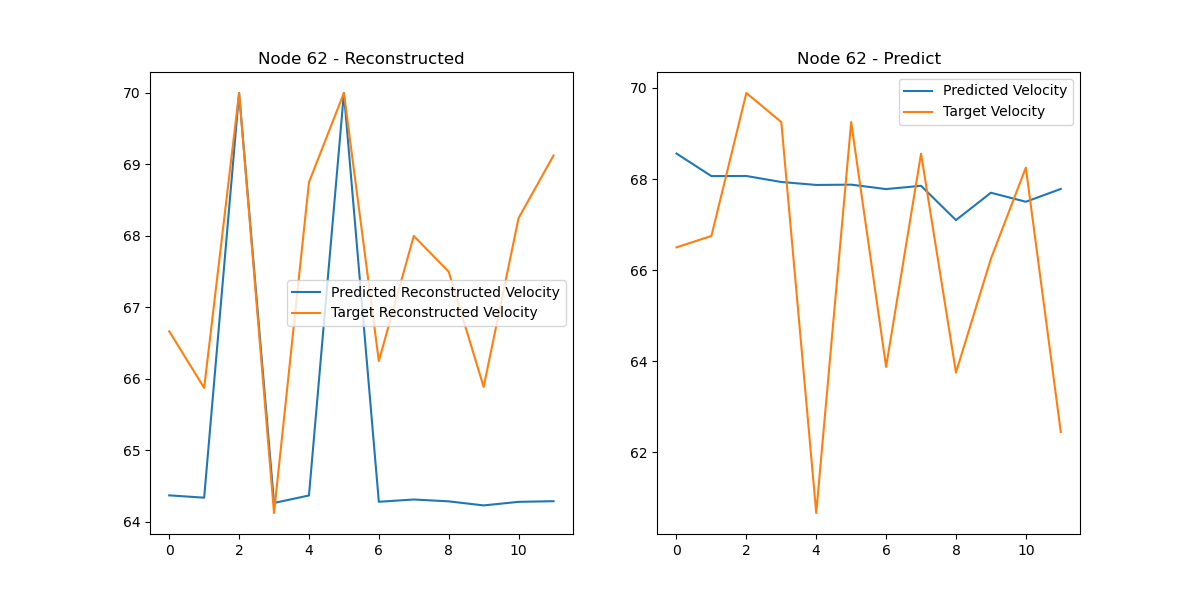 Node 62 - Reconstructed
70
69
68
67
66
65
64
0 2 4 6 8 10
Predicted Reconstructed Velocity
Target Reconstructed Velocity
Node 62 - Predict
70
68
66
64
62
0 2 4 6 8 10
Predicted Velocity
Target Velocity